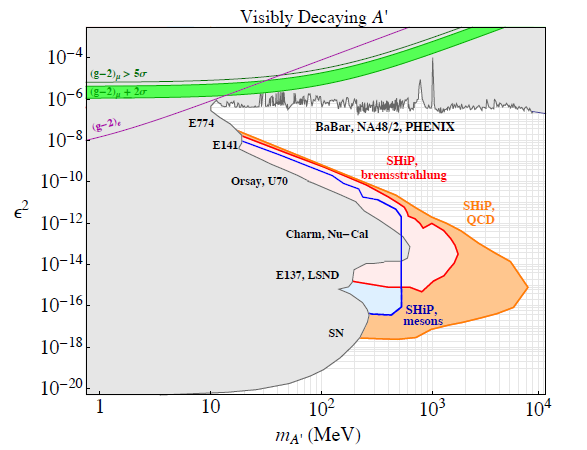 Visibly Decaying A'
10⁻⁴
(g−2)μ > 5σ
10⁻⁶
(g−2)μ ± 2σ
(g−2)e
E774
BaBar, NA48/2, PHENIX
10⁻⁸
E141
SHiP,
bremsstrahlung
10⁻¹⁰
Orsay, U70
SHiP,
QCD
ε²
10⁻¹²
Charm, Nu−Cal
10⁻¹⁴
E137, LSND
10⁻¹⁶
SHiP,
mesons
SN
10⁻¹⁸
10⁻²⁰
1 10 10² 10³ 10⁴
mA' (MeV)